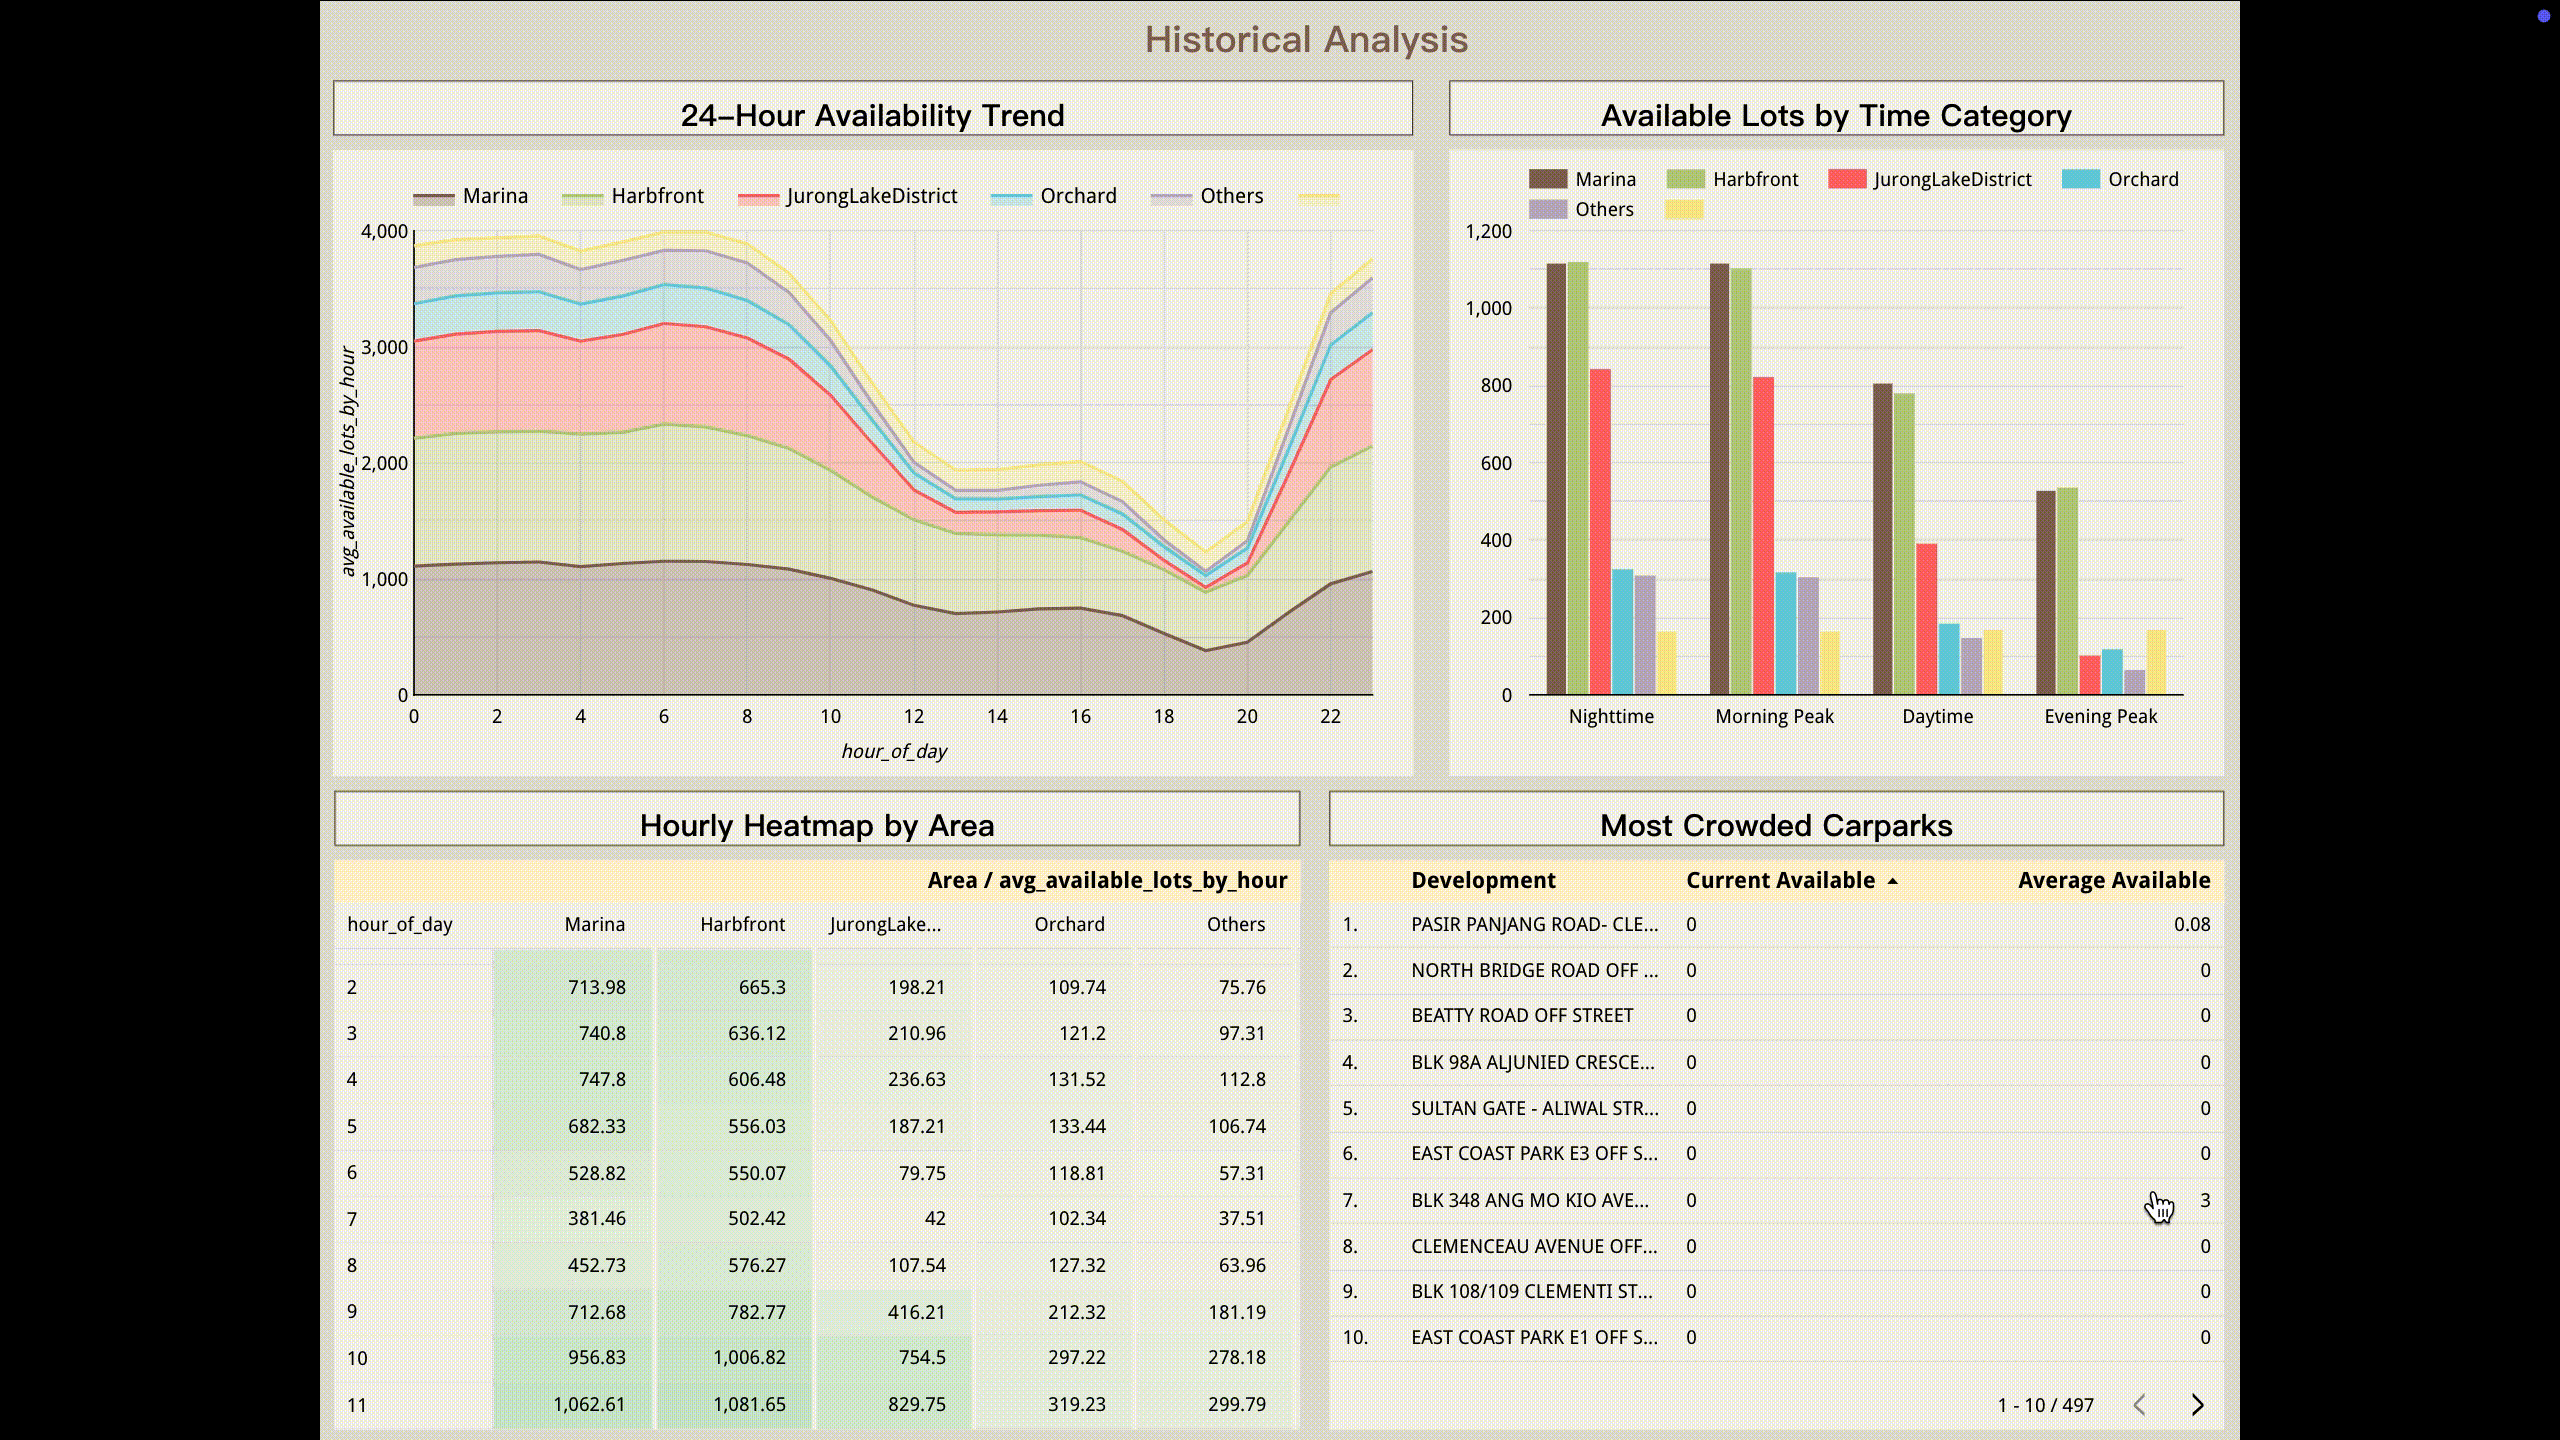 Historical Analysis
24–Hour Availability Trend
Marina Harbfront JurongLakeDistrict Orchard Others
4,000
3,000
2,000
1,000
0
avg_available_lots_by_hour
0 2 4 6 8 10 12 14 16 18 20 22
hour_of_day
Available Lots by Time Category
Marina Harbfront JurongLakeDistrict Orchard
Others
1,200
1,000
800
600
400
200
0
Nighttime Morning Peak Daytime Evening Peak
Hourly Heatmap by Area
Area / avg_available_lots_by_hour
hour_of_day Marina Harbfront JurongLake... Orchard Others
2 713.98 665.3 198.21 109.74 75.76
3 740.8 636.12 210.96 121.2 97.31
4 747.8 606.48 236.63 131.52 112.8
5 682.33 556.03 187.21 133.44 106.74
6 528.82 550.07 79.75 118.81 57.31
7 381.46 502.42 42 102.34 37.51
8 452.73 576.27 107.54 127.32 63.96
9 712.68 782.77 416.21 212.32 181.19
10 956.83 1,006.82 754.5 297.22 278.18
11 1,062.61 1,081.65 829.75 319.23 299.79
Most Crowded Carparks
Development Current Available Average Available
1. PASIR PANJANG ROAD- CLE... 0 0.08
2. NORTH BRIDGE ROAD OFF ... 0 0
3. BEATTY ROAD OFF STREET 0 0
4. BLK 98A ALJUNIED CRESCE... 0 0
5. SULTAN GATE - ALIWAL STR... 0 0
6. EAST COAST PARK E3 OFF S... 0 0
7. BLK 348 ANG MO KIO AVE... 0 3
8. CLEMENCEAU AVENUE OFF... 0 0
9. BLK 108/109 CLEMENTI ST... 0 0
10. EAST COAST PARK E1 OFF S... 0 0
1 - 10 / 497